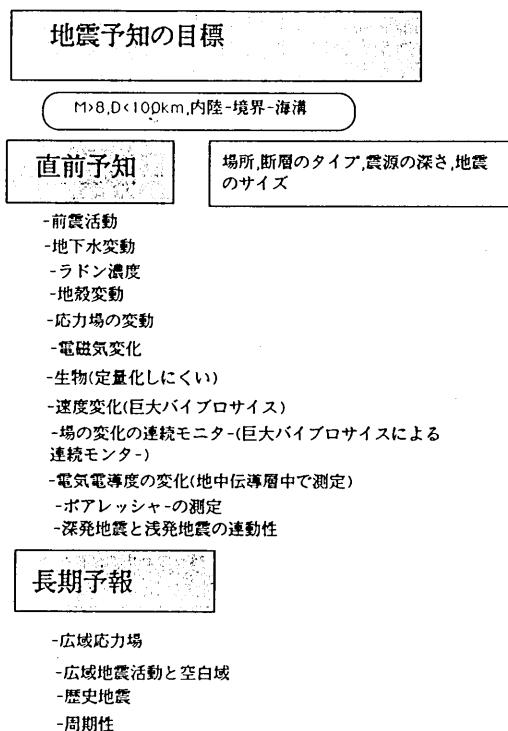 地震予知の目標
M>8,D<100km,内陸-境界-海溝
直前予知
場所,断層のタイプ,震源の深さ,地震
のサイズ
-前震活動
-地下水変動
-ラドン濃度
-地殻変動
-応力場の変動
-電磁気変化
-生物(定量化しにくい)
-速度変化(巨大バイブロサイス)
-場の変化の連続モニタ-(巨大バイブロサイスによる
連続モンタ-)
-電気電導度の変化(地中伝導層中で測定)
-ポアレッシャ-の測定
-深発地震と浅発地震の連動性
長期予報
-広域応力場
-広域地震活動と空白域
-歴史地震
-周期性